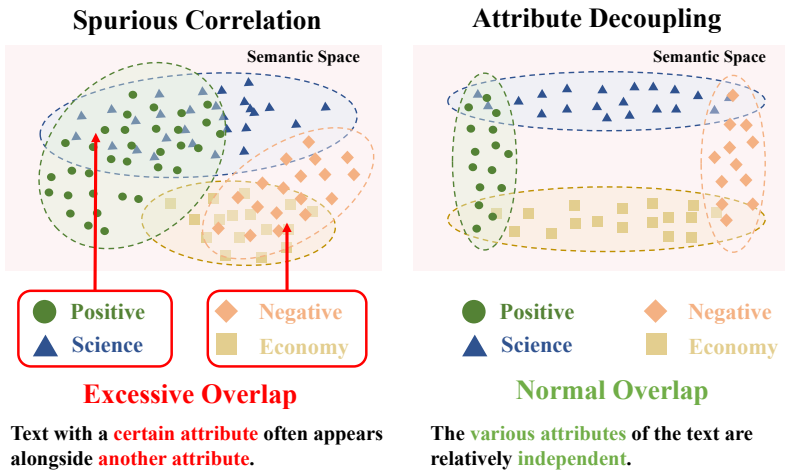 Spurious Correlation
Semantic Space
Positive
Science
Negative
Economy
Excessive Overlap
Text with a certain attribute often appears
alongside another attribute.
Attribute Decoupling
Semantic Space
Positive
Science
Negative
Economy
Normal Overlap
The various attributes of the text are
relatively independent.